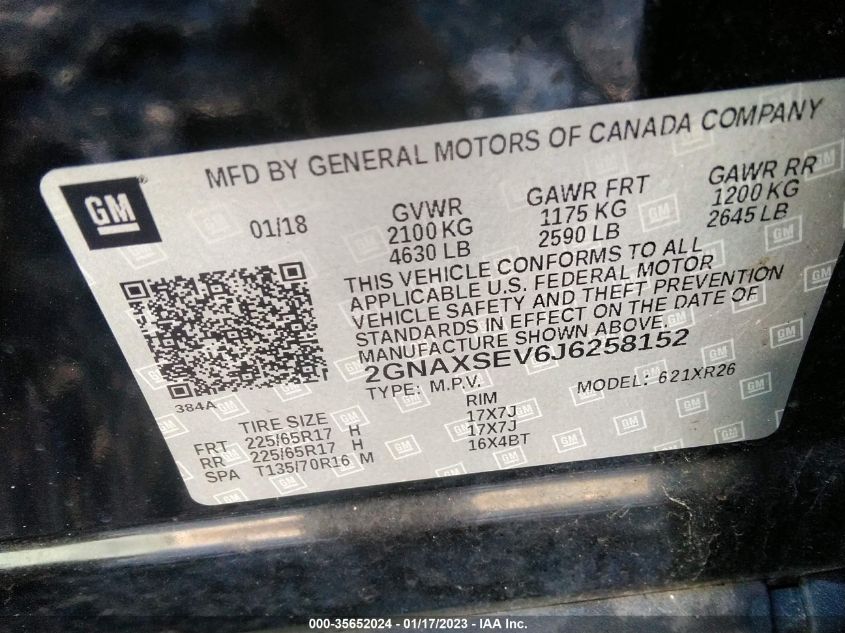 MFD BY GENERAL MOTORS OF CANADA COMPANY
GM
01/18
GVWR
2100 KG
4630 LB
GAWR FRT
1175 KG
2590 LB
GAWR RR
1200 KG
2645 LB
THIS VEHICLE CONFORMS TO ALL
APPLICABLE U.S. FEDERAL MOTOR
VEHICLE SAFETY AND THEFT PREVENTION
STANDARDS IN EFFECT ON THE DATE OF
MANUFACTURE SHOWN ABOVE.
2GNAXSEV6J6258152
TYPE: M.P.V. MODEL: 621XR26
384A
TIRE SIZE RIM
FRT 225/65R17 H 17X7J
RR 225/65R17 H 17X7J
SPA T135/70R16 M 16X4BT
000-35652024 - 01/17/2023 - IAA Inc.